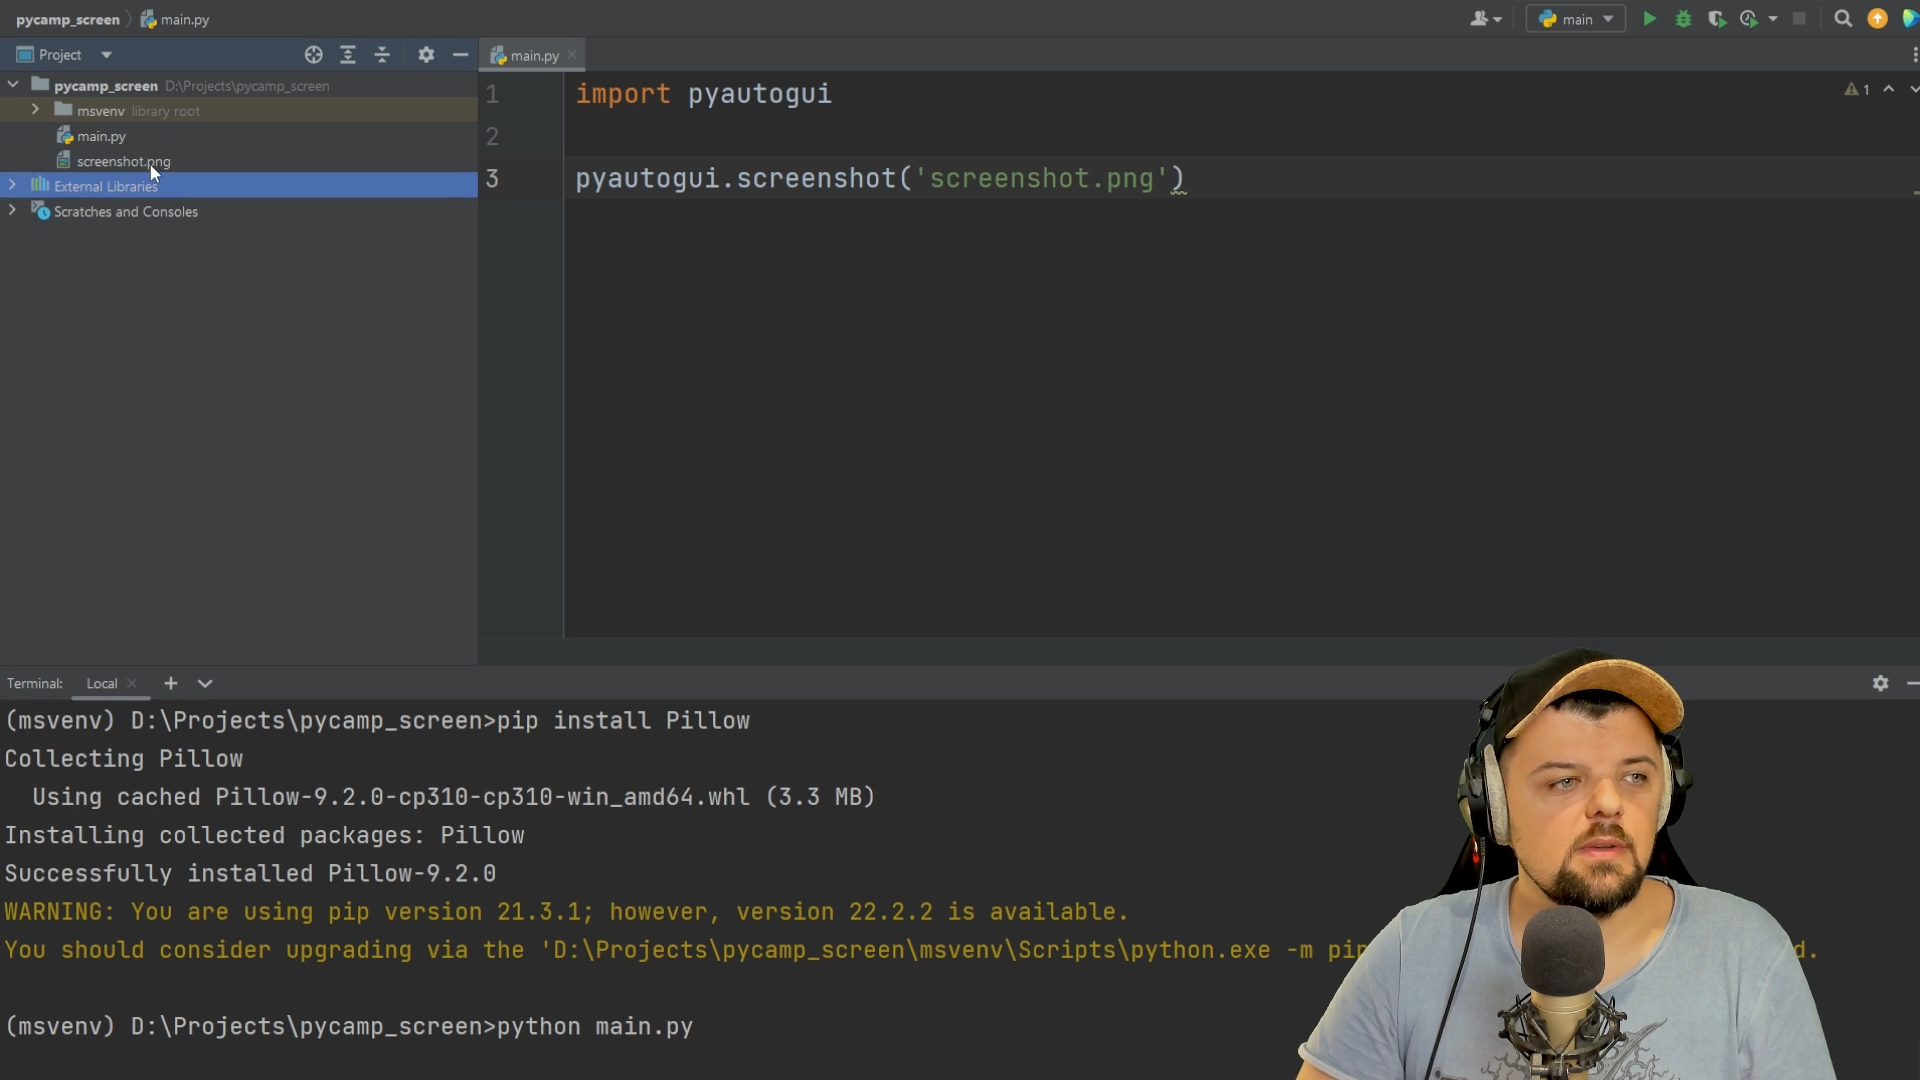 pycamp_screen
main.py
main
Project
main.py
pycamp_screen D:\Projects\pycamp_screen
msvenv library root
main.py
screenshot.png
External Libraries
Scratches and Consoles
1 import pyautogui
2
3 pyautogui.screenshot('screenshot.png')
1
Terminal: Local
(msvenv) D:\Projects\pycamp_screen>pip install Pillow
Collecting Pillow
Using cached Pillow-9.2.0-cp310-cp310-win_amd64.whl (3.3 MB)
Installing collected packages: Pillow
Successfully installed Pillow-9.2.0
WARNING: You are using pip version 21.3.1; however, version 22.2.2 is available.
You should consider upgrading via the 'D:\Projects\pycamp_screen\msvenv\Scripts\python.exe -m pip d.
(msvenv) D:\Projects\pycamp_screen>python main.py